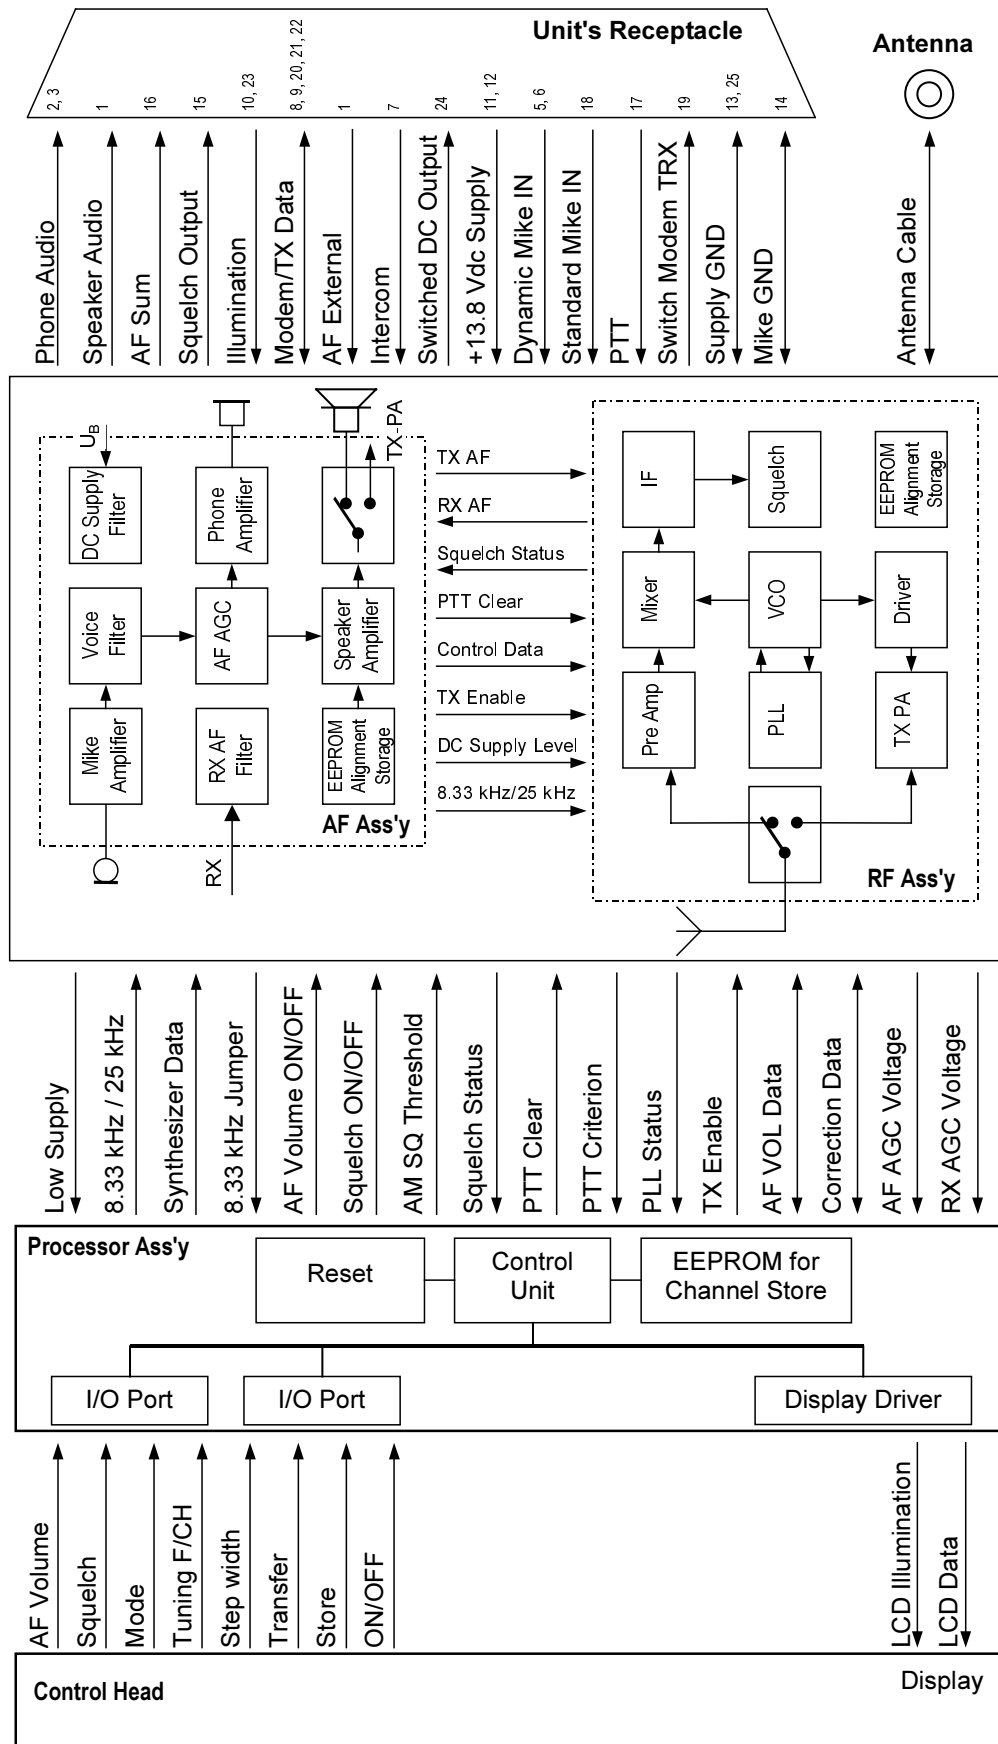 Unit's Receptacle
Antenna
2, 3
1
16
15
10, 23
8, 9, 20, 21, 22
1
7
24
11, 12
5, 6
18
17
19
13, 25
14
Phone Audio
Speaker Audio
AF Sum
Squelch Output
Illumination
Modem/TX Data
AF External
Intercom
Switched DC Output
+13.8 Vdc Supply
Dynamic Mike IN
Standard Mike IN
PTT
Switch Modem TRX
Supply GND
Mike GND
Antenna Cable
UB
TX-PA
DC Supply
Filter
Phone
Amplifier
Voice
Filter
AF AGC
Speaker
Amplifier
Mike
Amplifier
RX AF
Filter
EEPROM
Alignment
Storage
AF Ass'y
RX
TX AF
RX AF
Squelch Status
PTT Clear
Control Data
TX Enable
DC Supply Level
8.33 kHz/25 kHz
IF
Squelch
EEPROM
Alignment
Storage
Mixer
VCO
Driver
Pre Amp
PLL
TX PA
RF Ass'y
Low Supply
8.33 kHz / 25 kHz
Synthesizer Data
8.33 kHz Jumper
AF Volume ON/OFF
Squelch ON/OFF
AM SQ Threshold
Squelch Status
PTT Clear
PTT Criterion
PLL Status
TX Enable
AF VOL Data
Correction Data
AF AGC Voltage
RX AGC Voltage
Processor Ass'y
Reset
Control
Unit
EEPROM for
Channel Store
I/O Port
I/O Port
Display Driver
AF Volume
Squelch
Mode
Tuning F/CH
Step width
Transfer
Store
ON/OFF
LCD Illumination
LCD Data
Control Head
Display